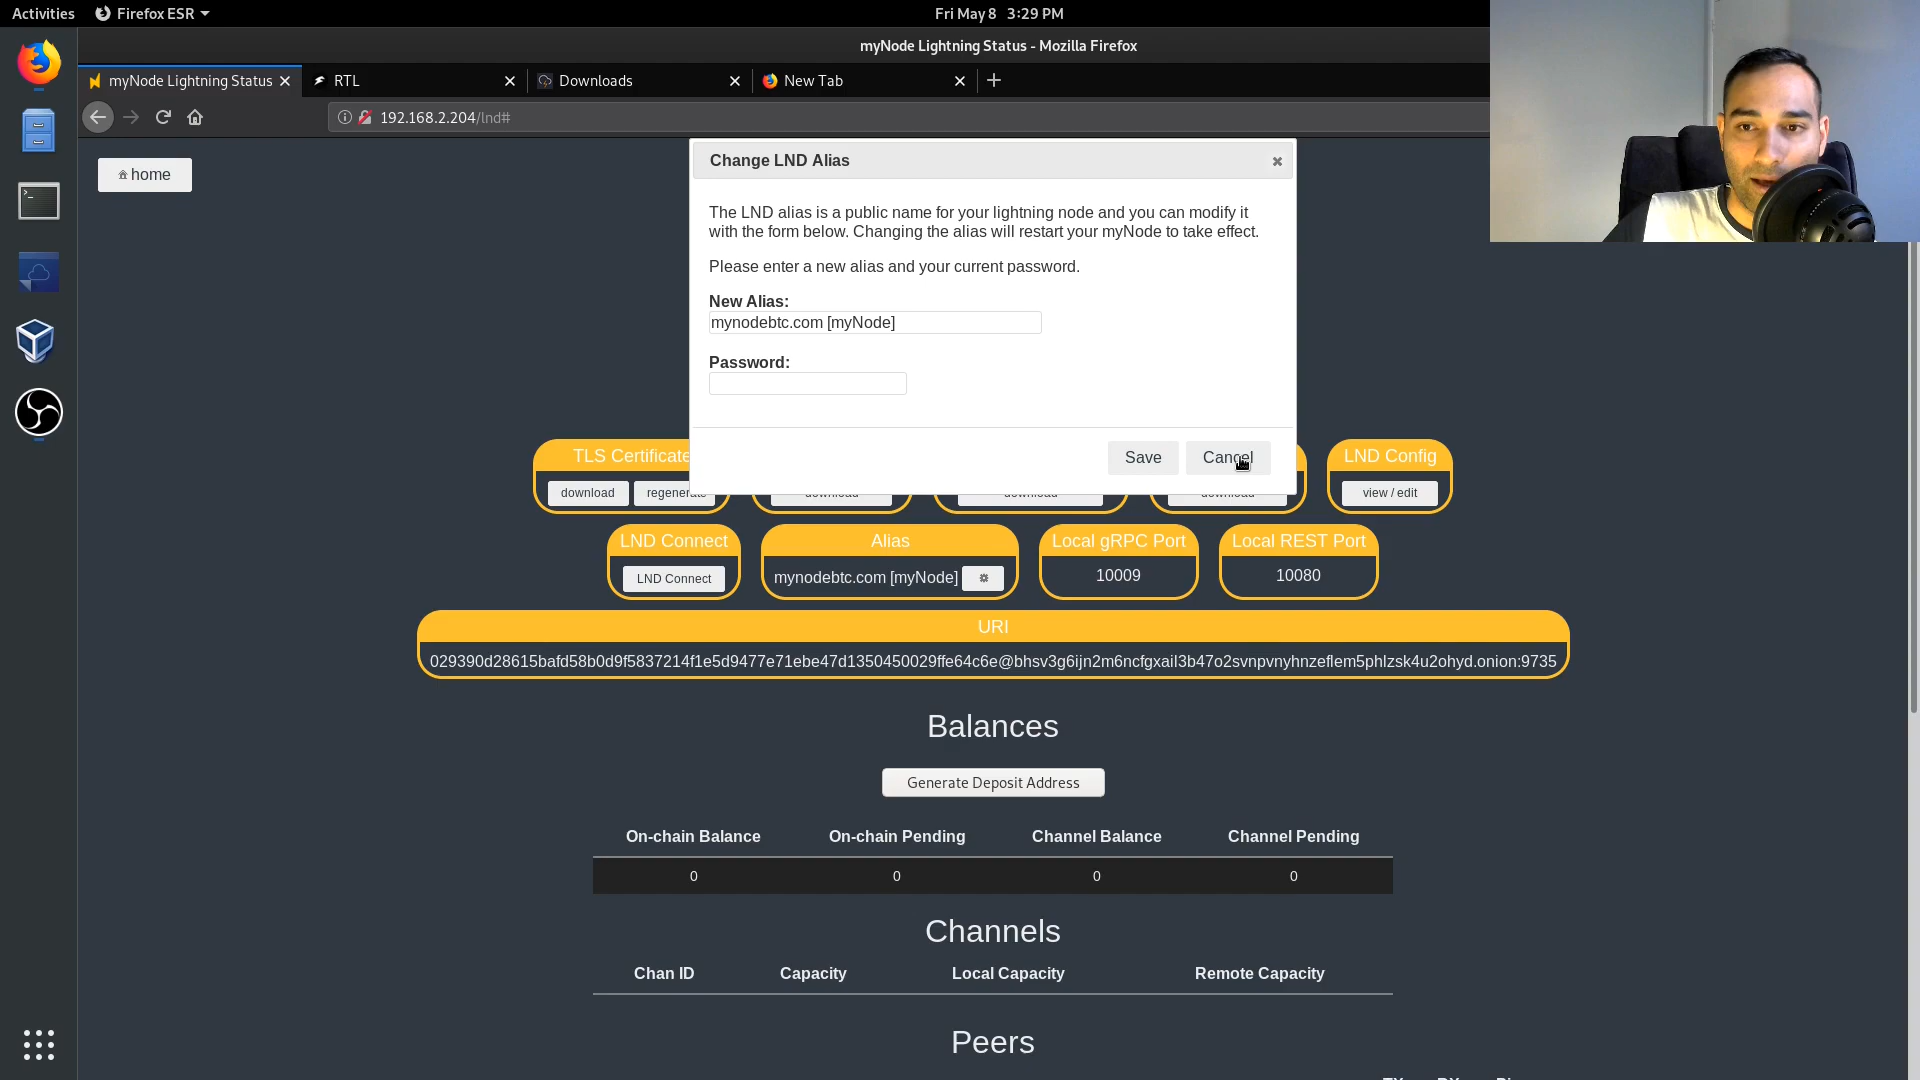 Activities
Firefox ESR
Fri May 8 3:29 PM
myNode Lightning Status - Mozilla Firefox
myNode Lightning Status
RTL
Downloads
New Tab
192.168.2.204/lnd#
home
Change LND Alias
The LND alias is a public name for your lightning node and you can modify it
with the form below. Changing the alias will restart your myNode to take effect.
Please enter a new alias and your current password.
New Alias:
mynodebtc.com [myNode]
Password:
Save
Cancel
TLS Certificate
LND Config
download
regenerate
download
download
download
view / edit
LND Connect
Alias
Local gRPC Port
Local REST Port
LND Connect
mynodebtc.com [myNode]
10009
10080
URI
029390d28615bafd58b0d9f5837214f1e5d9477e71ebe47d1350450029ffe64c6e@bhsv3g6ijn2m6ncfgxail3b47o2svnpvnyhnzeflem5phlzsk4u2ohyd.onion:9735
Balances
Generate Deposit Address
On-chain Balance
On-chain Pending
Channel Balance
Channel Pending
0
0
0
0
Channels
Chan ID
Capacity
Local Capacity
Remote Capacity
Peers